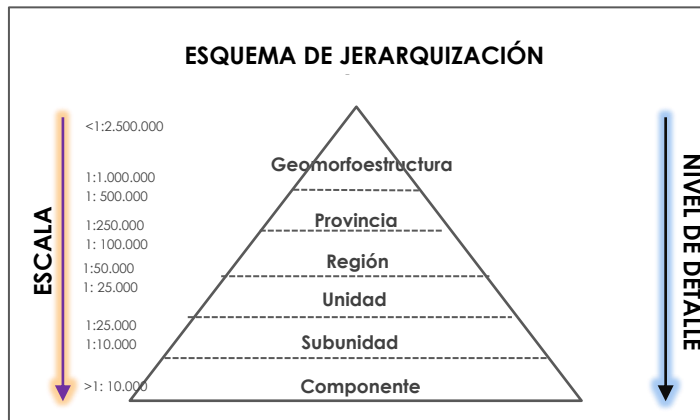 ESQUEMA DE JERARQUIZACIÓN
<1:2.500.000
Geomorfoestructura
1:1.000.000
1: 500.000
Provincia
1:250.000
1: 100.000
Región
1:50.000
1: 25.000
Unidad
1:25.000
1:10.000
Subunidad
>1: 10.000
Componente
ESCALA
NIVEL DE DETALLE